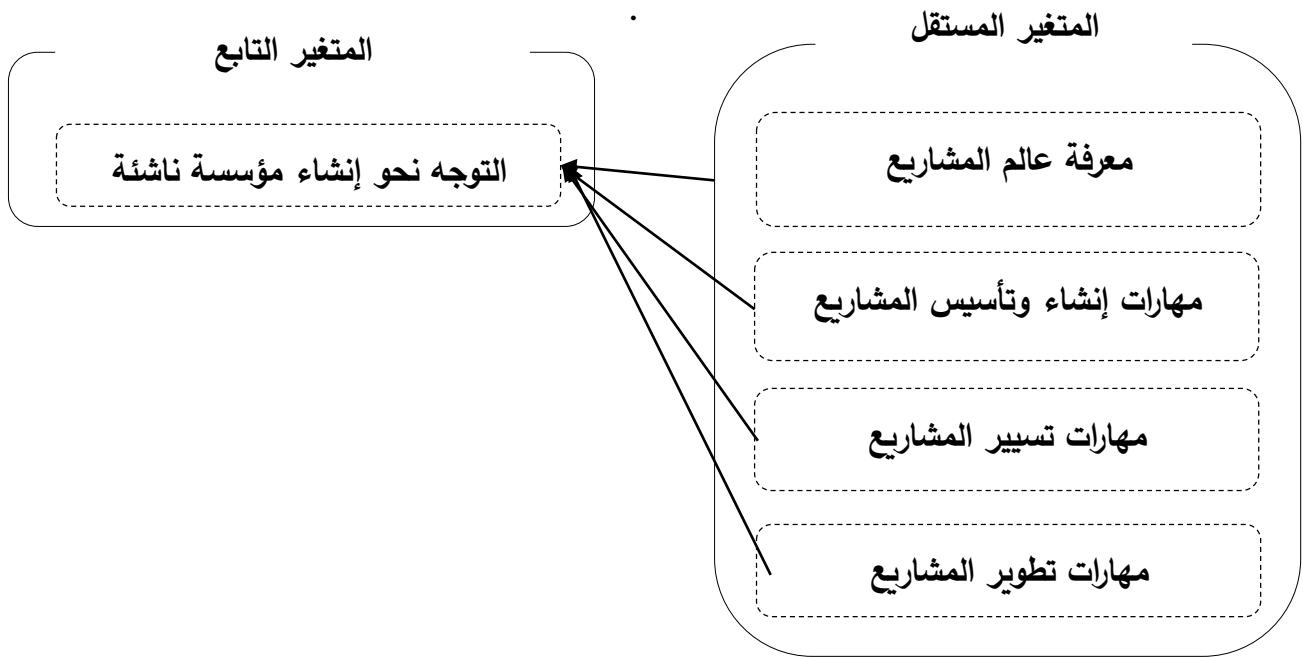 المتغير المستقل
معرفة عالم المشاريع
مهارات إنشاء وتأسيس المشاريع
مهارات تسيير المشاريع
مهارات تطوير المشاريع
.
المتغير التابع
التوجه نحو إنشاء مؤسسة ناشئة